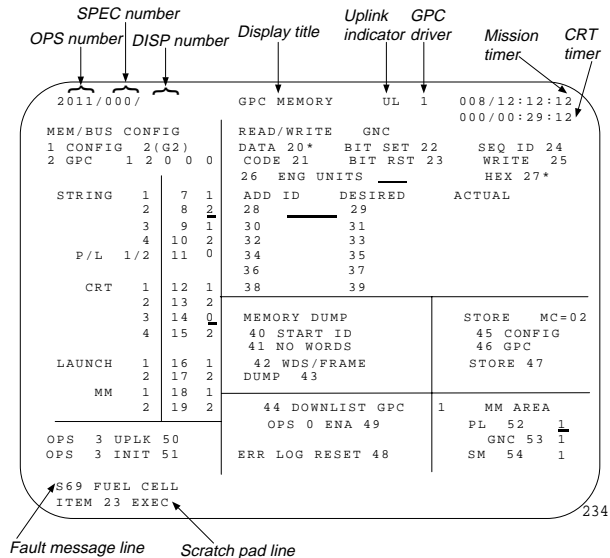 SPEC number
OPS number
DISP number
Display title
Uplink indicator
GPC driver
Mission timer
CRT timer
2011/000/ GPC MEMORY UL 1 008/12:12:12
000/00:29:12
MEM/BUS CONFIG READ/WRITE GNC
1 CONFIG 2(G2) DATA 20* BIT SET 22 SEQ ID 24
2 GPC 1 2 0 0 0 CODE 21 BIT RST 23 WRITE 25
26 ENG UNITS HEX 27*
STRING 1 7 1 ADD ID DESIRED ACTUAL
2 8 2 28 29
3 9 1 30 31
4 10 2 32 33
P/L 1/2 11 0 34 35
36 37
CRT 1 12 1 38 39
2 13 2
3 14 0 MEMORY DUMP STORE MC=02
4 15 2 40 START ID 45 CONFIG
41 NO WORDS 46 GPC
LAUNCH 1 16 1 42 WDS/FRAME STORE 47
2 17 2 DUMP 43
MM 1 18 1
2 19 2 44 DOWNLIST GPC 1 MM AREA
OPS 0 ENA 49 PL 52 1
OPS 3 UPLK 50 GNC 53 1
OPS 3 INIT 51 ERR LOG RESET 48 SM 54 1
S69 FUEL CELL
ITEM 23 EXEC
234
Fault message line
Scratch pad line